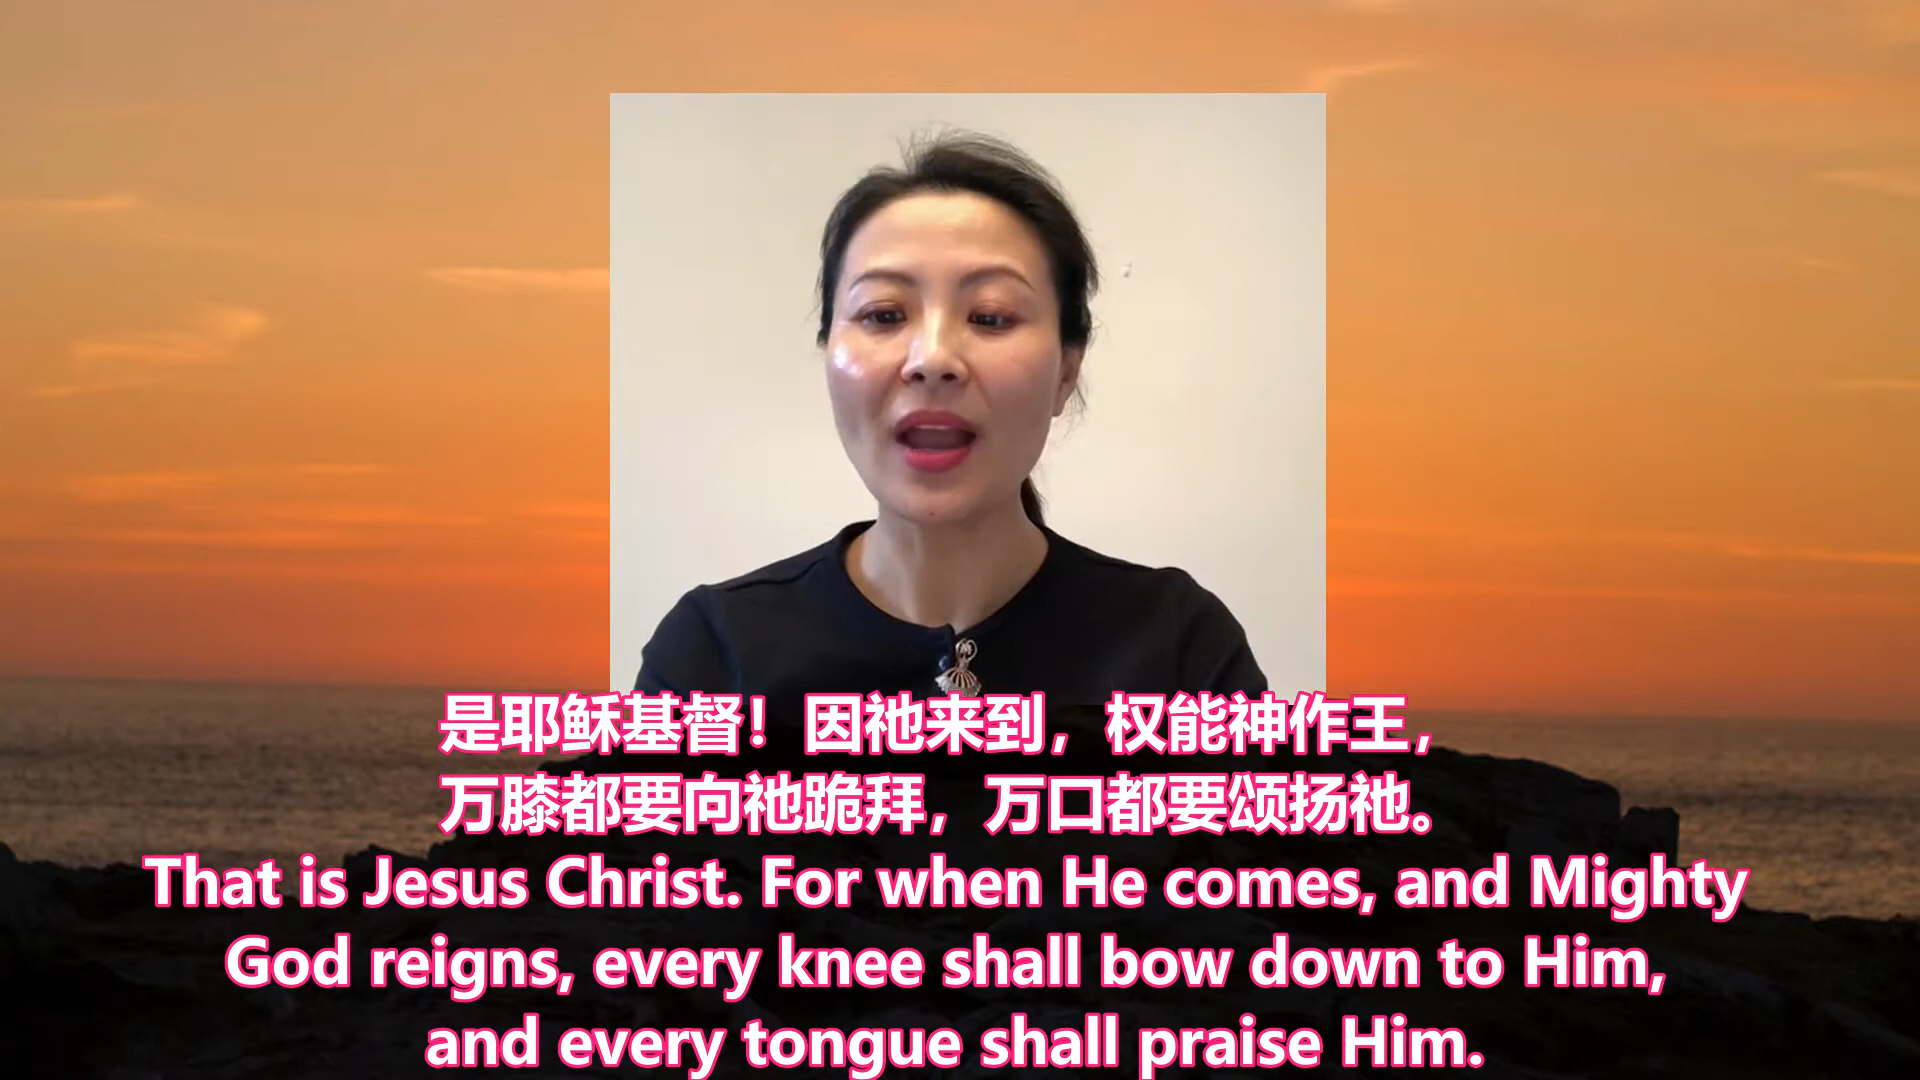 是耶稣基督！因祂来到，权能神作王，
万膝都要向祂跪拜，万口都要颂扬祂。
That is Jesus Christ. For when He comes, and Mighty
God reigns, every knee shall bow down to Him,
and every tongue shall praise Him.